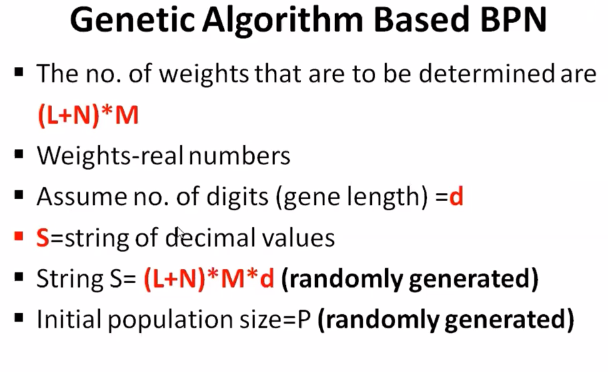 Genetic Algorithm Based BPN
▪ The no. of weights that are to be determined are
(L+N)*M
▪ Weights-real numbers
▪ Assume no. of digits (gene length) =d
▪ S=string of decimal values
▪ String S= (L+N)*M*d (randomly generated)
▪ Initial population size=P (randomly generated)